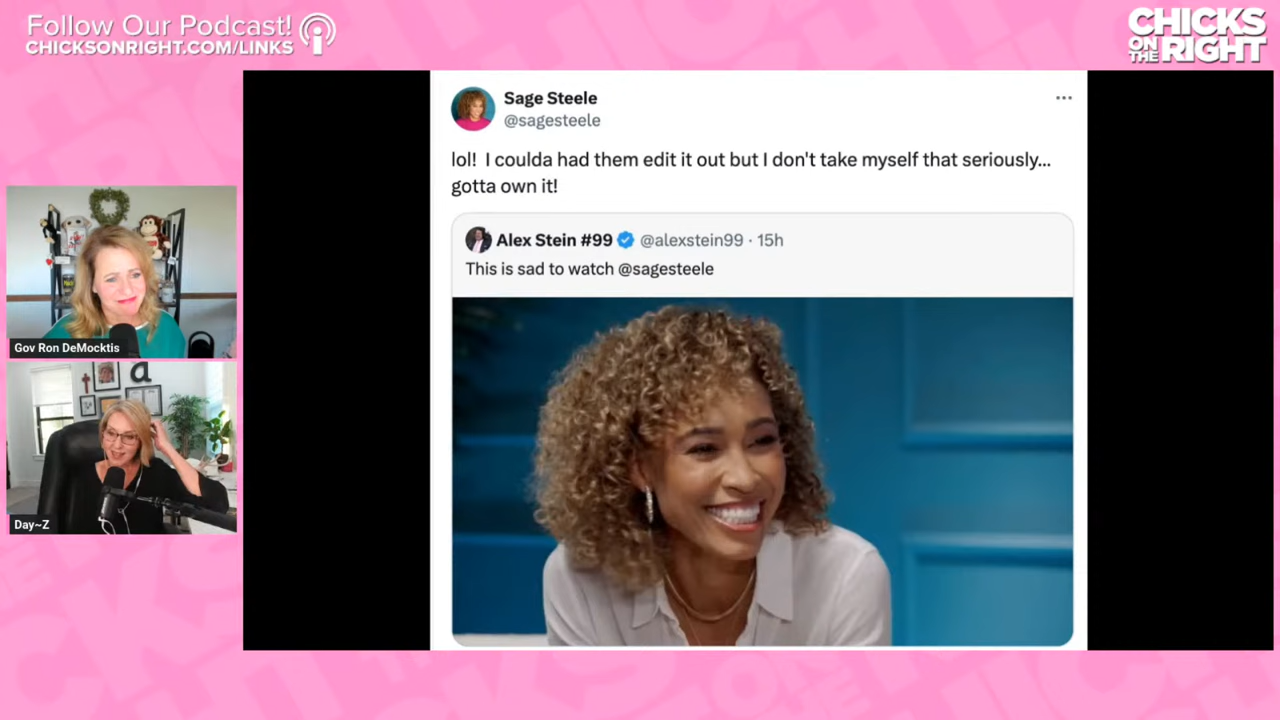 Follow Our Podcast!
CHICKSONRIGHT.COM/LINKS
CHICKS
ON THE RIGHT
Sage Steele
@sagesteele
lol! I coulda had them edit it out but I don't take myself that seriously...
gotta own it!
Alex Stein #99 @alexstein99 · 15h
This is sad to watch @sagesteele
Gov Ron DeMocktis
a
Day~Z